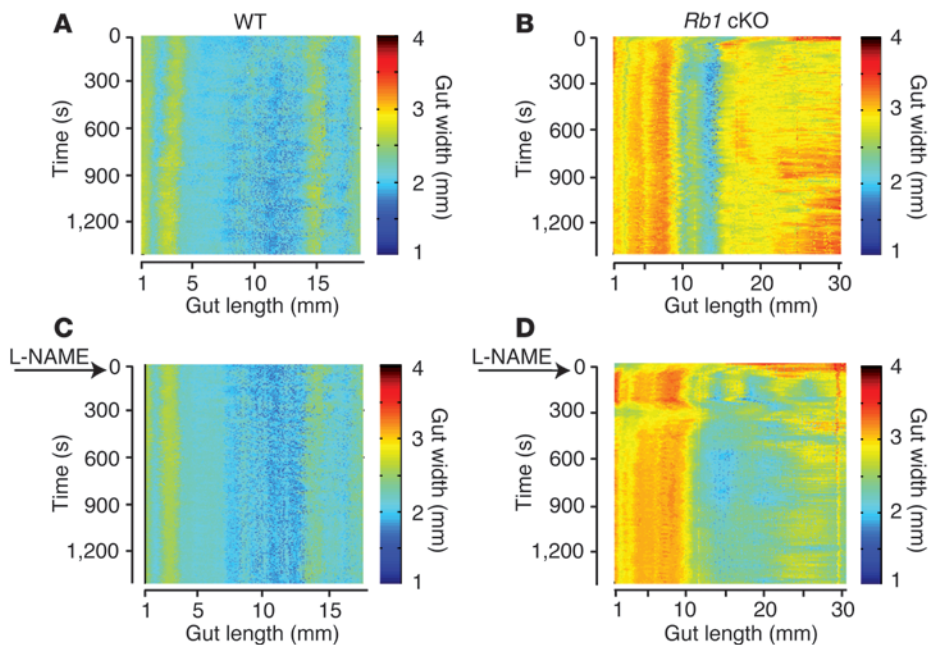 A
WT
0
300
600
900
1,200
Time (s)
1 5 10 15
Gut length (mm)
4
3
2
1
Gut width (mm)
B
Rb1 cKO
0
300
600
900
1,200
Time (s)
1 10 20 30
Gut length (mm)
4
3
2
1
Gut width (mm)
C
L-NAME
0
300
600
900
1,200
Time (s)
1 5 10 15
Gut length (mm)
4
3
2
1
Gut width (mm)
D
L-NAME
0
300
600
900
1,200
Time (s)
1 10 20 30
Gut length (mm)
4
3
2
1
Gut width (mm)